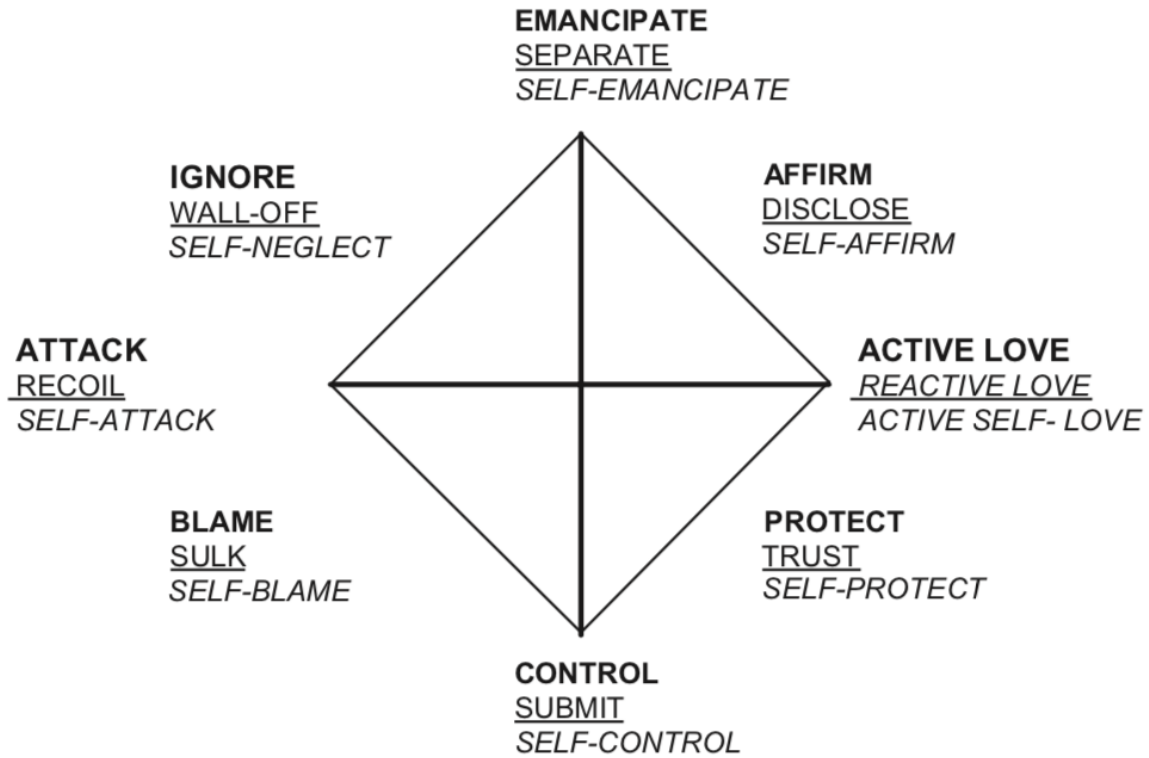 EMANCIPATE
SEPARATE
SELF-EMANCIPATE
IGNORE
WALL-OFF
SELF-NEGLECT
AFFIRM
DISCLOSE
SELF-AFFIRM
ATTACK
RECOIL
SELF-ATTACK
ACTIVE LOVE
REACTIVE LOVE
ACTIVE SELF- LOVE
BLAME
SULK
SELF-BLAME
PROTECT
TRUST
SELF-PROTECT
CONTROL
SUBMIT
SELF-CONTROL